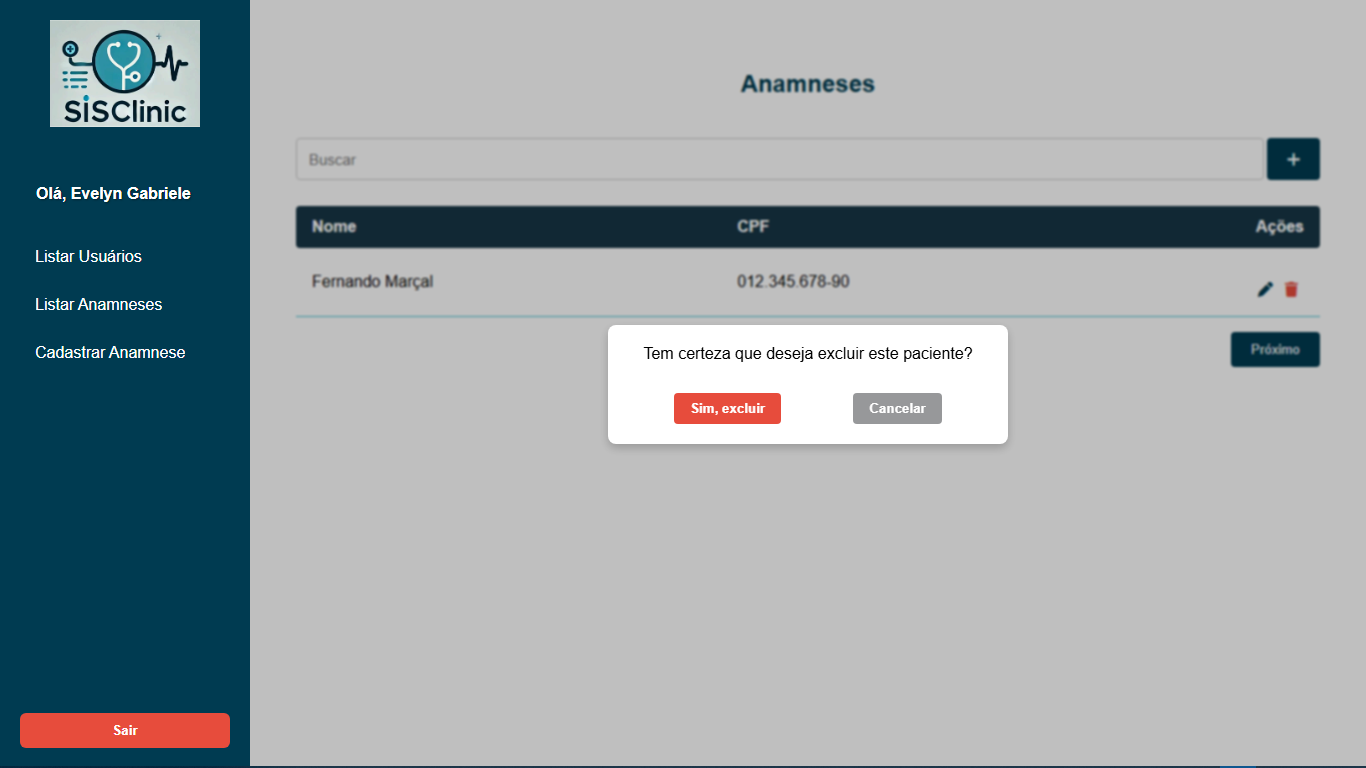 SiSClinic
Olá, Evelyn Gabriele
Listar Usuários
Listar Anamneses
Cadastrar Anamnese
Sair
Anamneses
Buscar
+
Nome CPF Ações
Fernando Marçal 012.345.678-90
Próximo
Tem certeza que deseja excluir este paciente?
Sim, excluir Cancelar